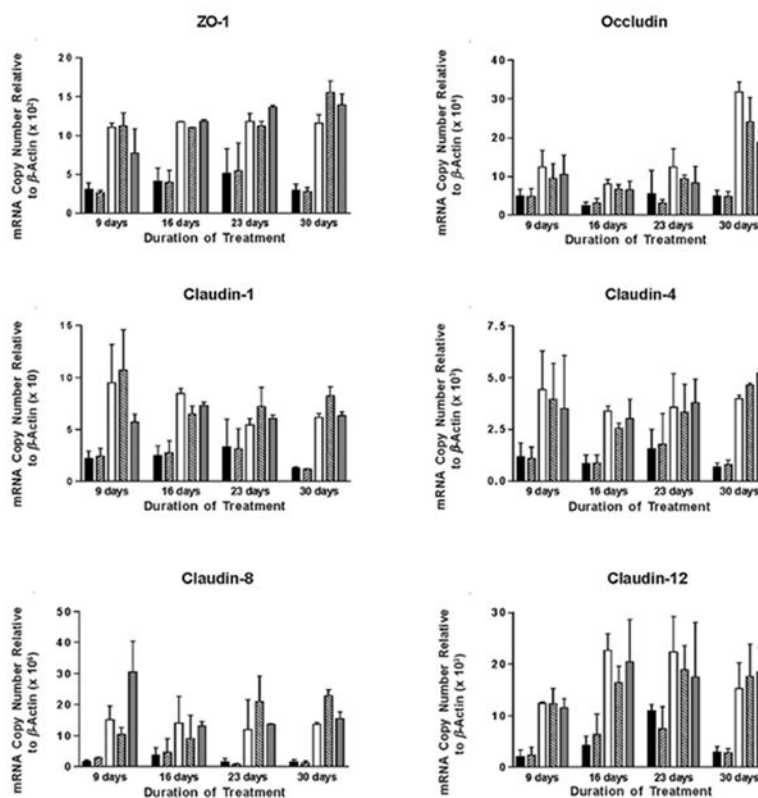 ZO-1
mRNA Copy Number Relative
to β-Actin (x 10²)
20
15
10
5
0
9 days 16 days 23 days 30 days
Duration of Treatment
Occludin
mRNA Copy Number Relative
to β-Actin (x
40
30
20
10
0
9 days 16 days 23 days 30 days
Duration of Treatment
Claudin-1
mRNA Copy Number Relative
to β-Actin (x 10)
15
10
5
0
9 days 16 days 23 days 30 days
Duration of Treatment
Claudin-4
mRNA Copy Number Relative
to β-Actin (x 10³)
7.5
5.0
2.5
0.0
9 days 16 days 23 days 30 days
Duration of Treatment
Claudin-8
mRNA Copy Number Relative
to β-Actin (x
50
40
30
20
10
0
9 days 16 days 23 days 30 days
Duration of Treatment
Claudin-12
mRNA Copy Number Relative
to β-Actin (x 10³)
30
20
10
0
9 days 16 days 23 days 30 days
Duration of Treatment